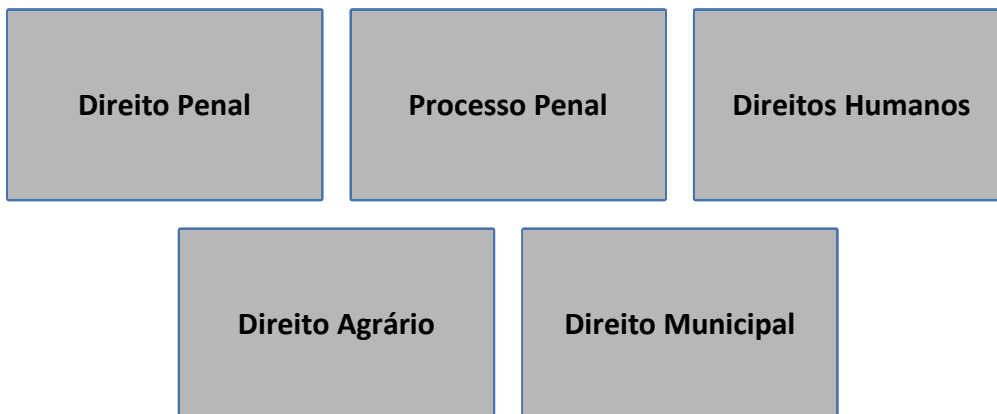 Direito Penal
Processo Penal
Direitos Humanos
Direito Agrário
Direito Municipal